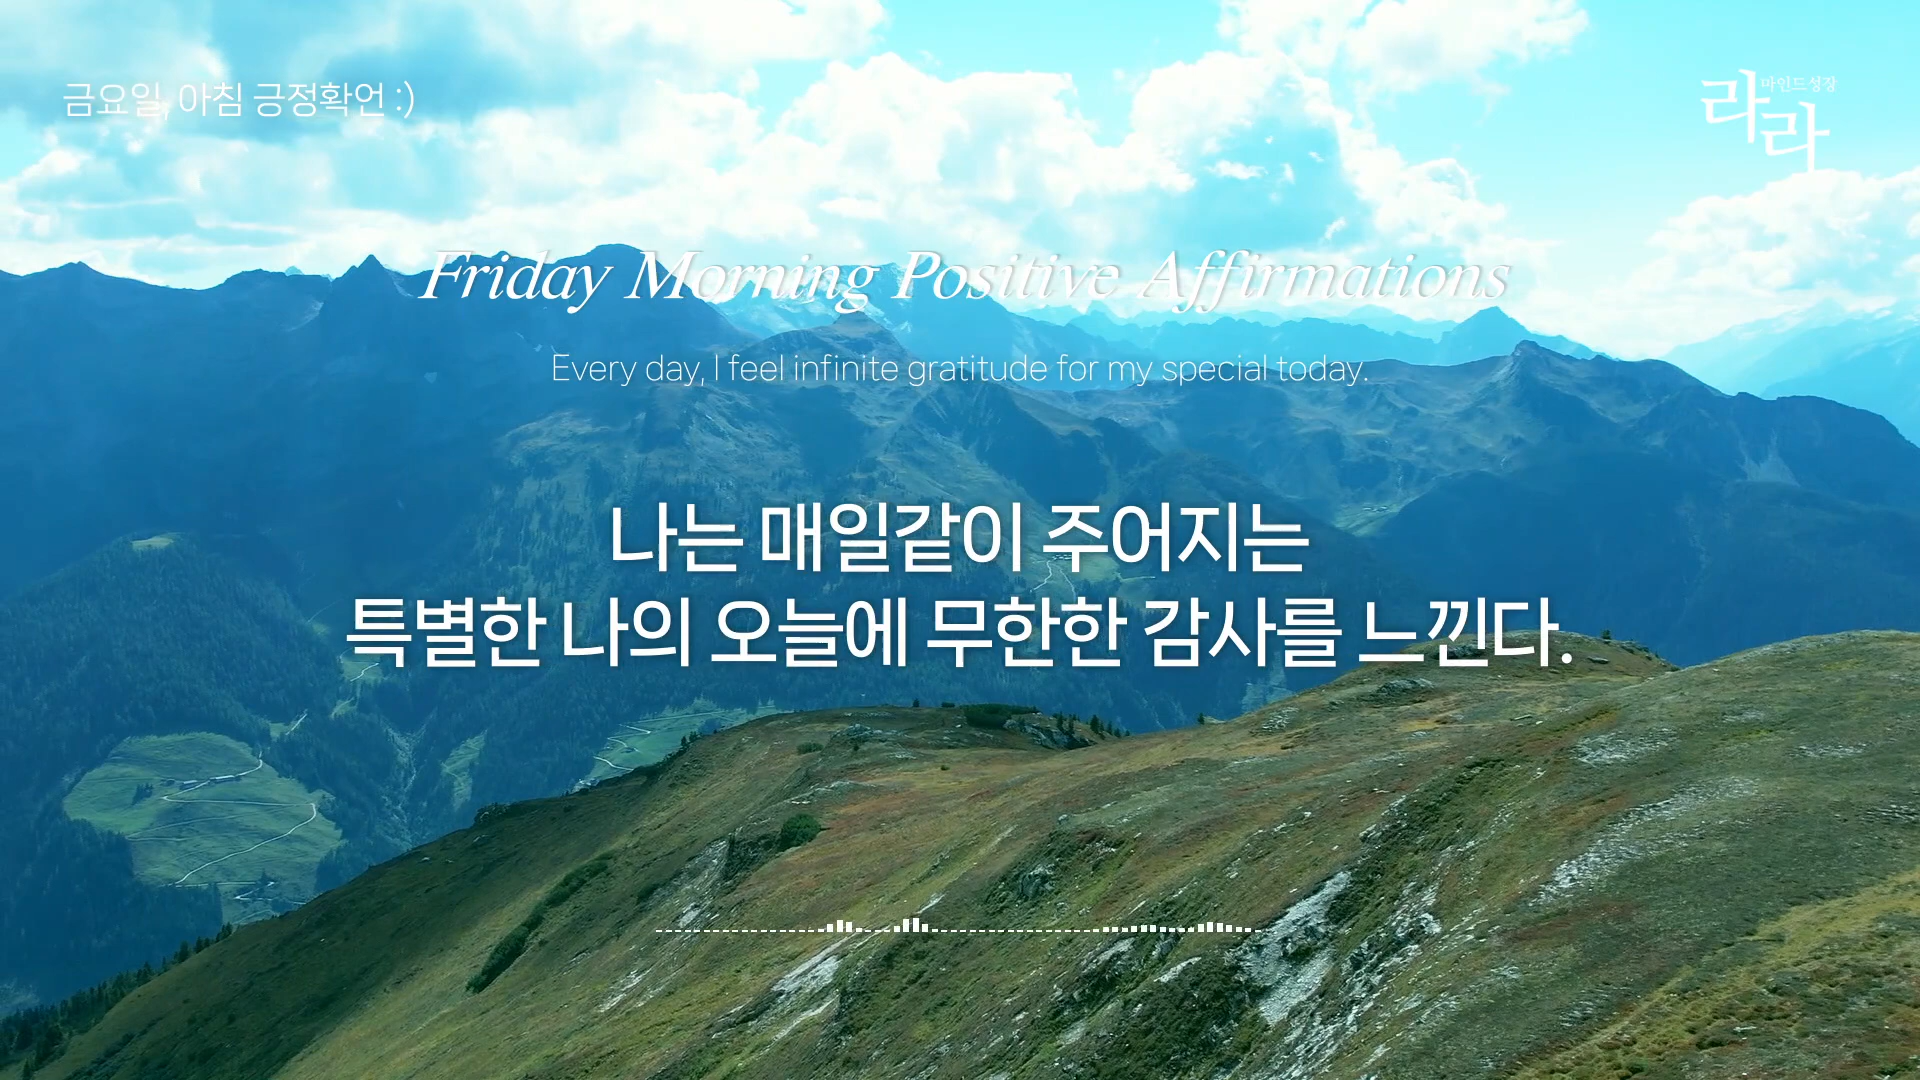 금요일, 아침 긍정확언 :)
마인드성장
라라
Friday Morning Positive Affirmations
Every day, I feel infinite gratitude for my special today.
나는 매일같이 주어지는
특별한 나의 오늘에 무한한 감사를 느낀다.